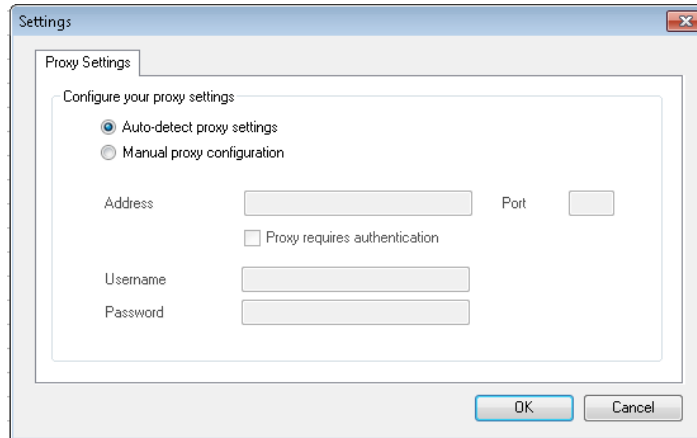 Settings
Proxy Settings
Configure your proxy settings
Auto-detect proxy settings
Manual proxy configuration
Address Port
Proxy requires authentication
Username
Password
OK Cancel